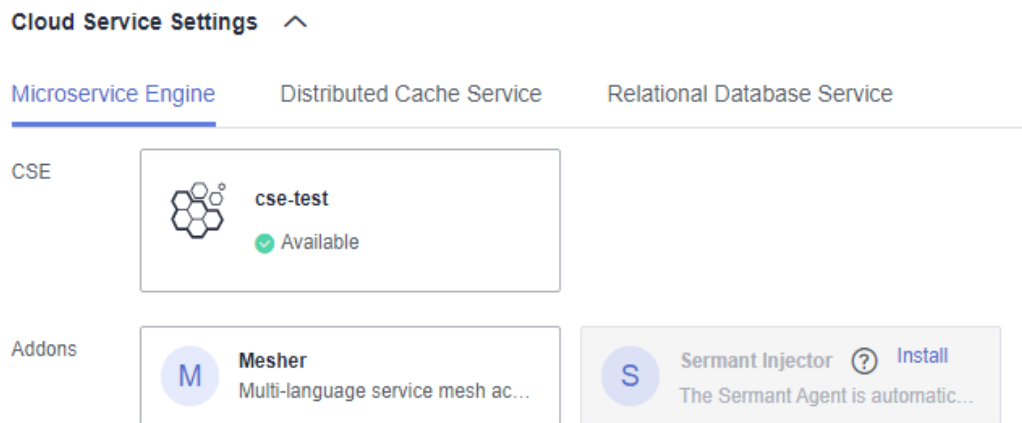 Cloud Service Settings
Microservice Engine Distributed Cache Service Relational Database Service
CSE
cse-test
Available
Addons
M
Mesher
Multi-language service mesh ac...
S
Sermant Injector ? Install
The Sermant Agent is automatic...